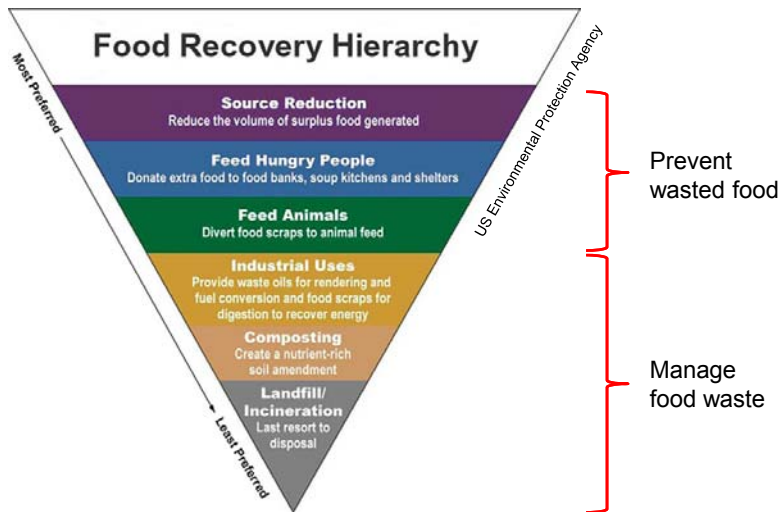 Food Recovery Hierarchy
Most Preferred
US Environmental Protection Agency
Source Reduction
Reduce the volume of surplus food generated
Feed Hungry People
Donate extra food to food banks, soup kitchens and shelters
Feed Animals
Divert food scraps to animal feed
Prevent
wasted food
Industrial Uses
Provide waste oils for rendering and
fuel conversion and food scraps for
digestion to recover energy
Composting
Create a nutrient-rich
soil amendment
Landfill/
Incineration
Last resort to
disposal
Manage
food waste
Least Preferred